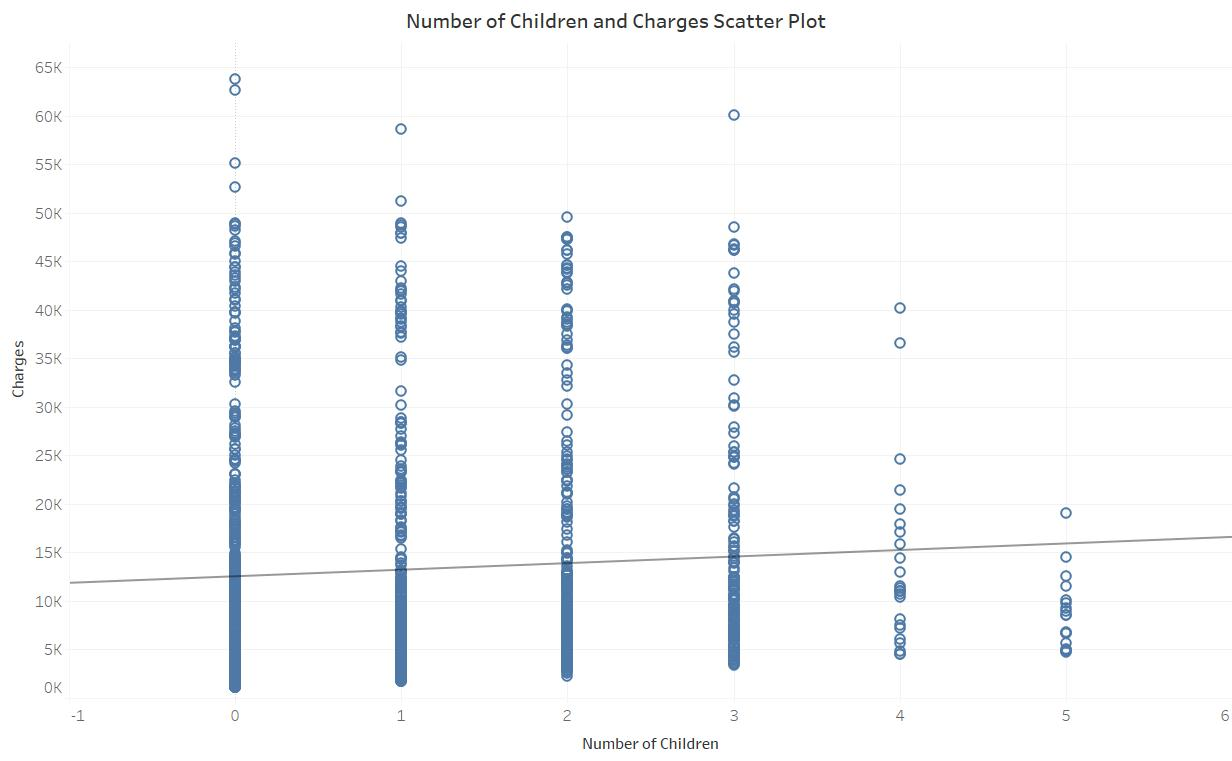 Number of Children and Charges Scatter Plot
65K
60K
55K
50K
45K
40K
35K
30K
25K
20K
15K
10K
5K
0K
Charges
-1 0 1 2 3 4 5 6
Number of Children